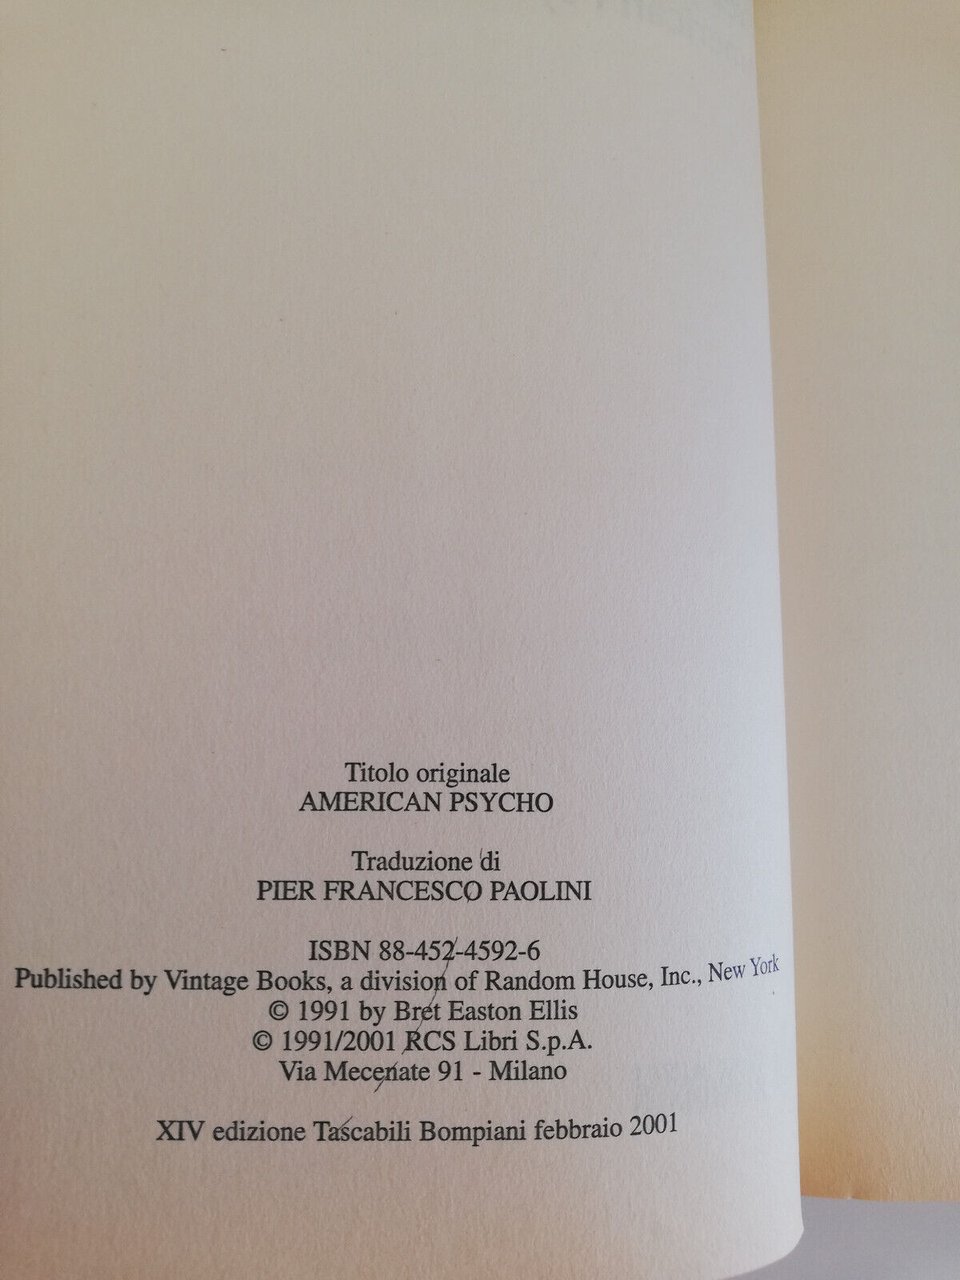 Titolo originale
AMERICAN PSYCHO
Traduzione di
PIER FRANCESCO PAOLINI
ISBN 88-452-4592-6
Published by Vintage Books, a division of Random House, Inc., New York
© 1991 by Bret Easton Ellis
© 1991/2001 RCS Libri S.p.A.
Via Mecenate 91 - Milano
XIV edizione Tascabili Bompiani febbraio 2001